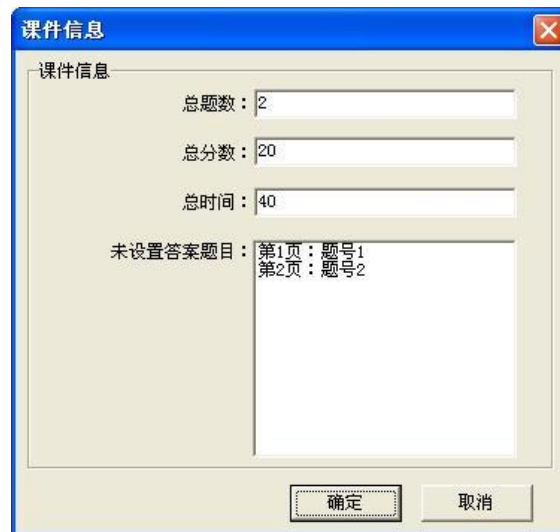 课件信息
课件信息
总题数：2
总分数：20
总时间：40
未设置答案题目：第1页：题号1
第2页：题号2
确定 取消